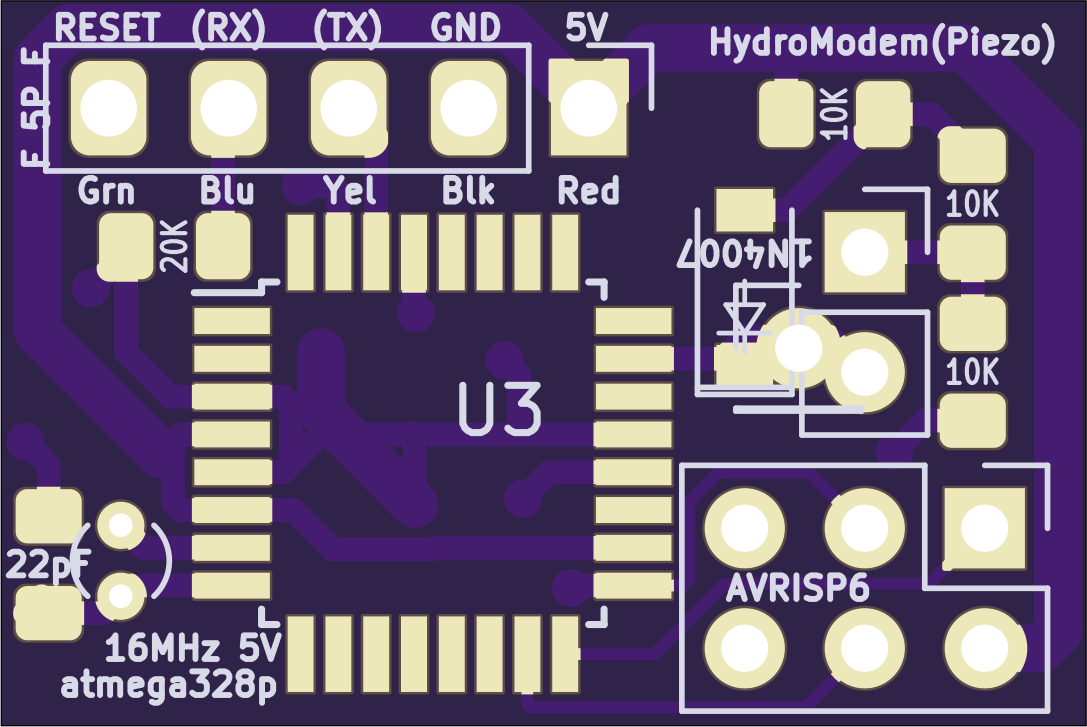 RESET (RX) (TX) GND 5V
HydroModem(Piezo)
F_5P_F
10K
Grn Blu Yel Blk Red
10K
20K
1N4007
10K
U3
22pF
AVRISP6
16MHz 5V
atmega328p